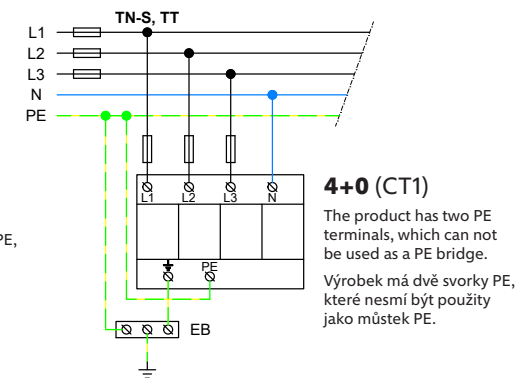 TN-S, TT
L1
L2
L3
N
PE
L1 L2 L3 N
PE
EB
PE,
4+0 (CT1)
The product has two PE
terminals, which can not
be used as a PE bridge.
Výrobek má dvě svorky PE,
které nesmí být použity
jako můstek PE.